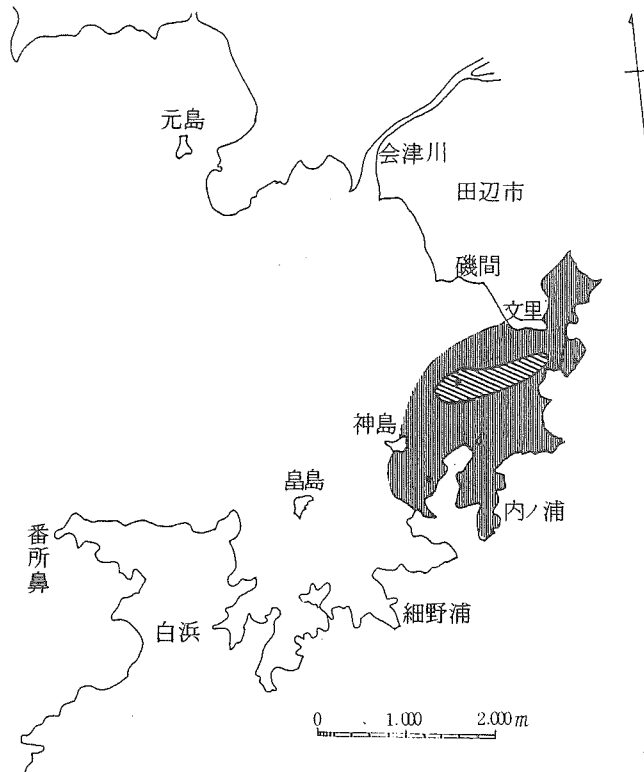 元島
会津川
田辺市
磯間
文里
神島
畠島
内ノ浦
番所鼻
細野浦
白浜
0 1.000 2.000m